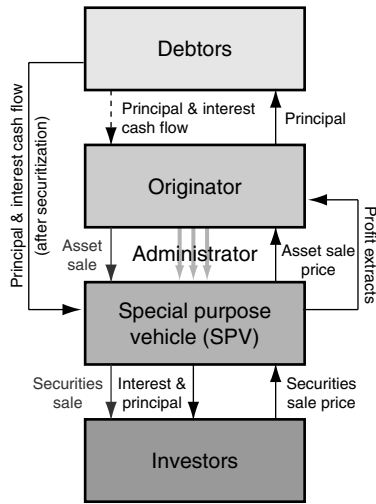 Debtors
Principal & interest
cash flow
Principal
Principal & interest cash flow
(after securitization)
Originator
Profit extracts
Asset
sale
Administrator
Asset sale
price
Special purpose
vehicle (SPV)
Securities
sale
Interest &
principal
Securities
sale price
Investors